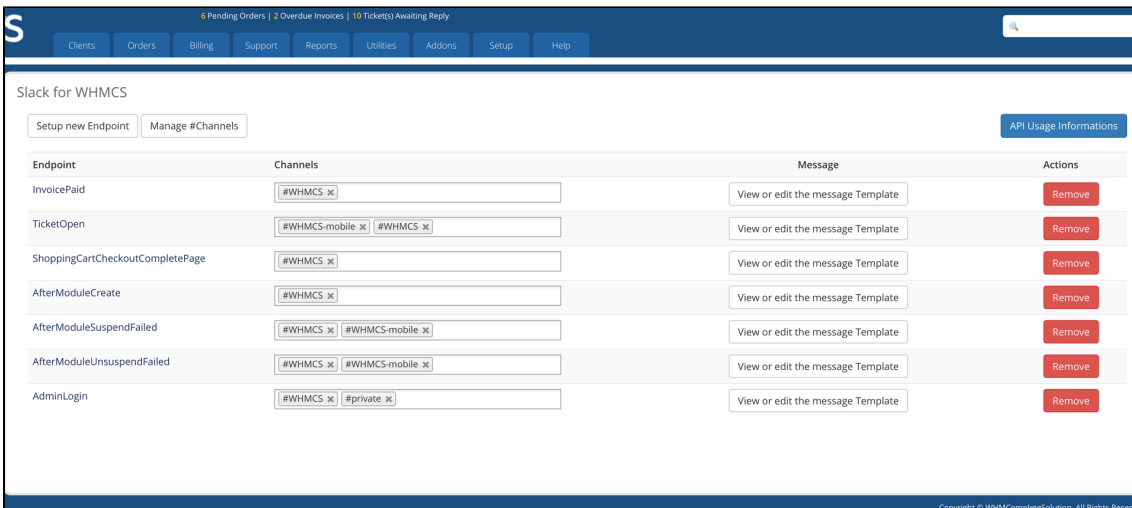 S
6 Pending Orders | 2 Overdue Invoices | 10 Ticket(s) Awaiting Reply
Clients Orders Billing Support Reports Utilities Addons Setup Help
Slack for WHMCS
Setup new Endpoint Manage #Channels API Usage Informations
Endpoint Channels Message Actions
InvoicePaid #WHMCS View or edit the message Template Remove
TicketOpen #WHMCS-mobile #WHMCS View or edit the message Template Remove
ShoppingCartCheckoutCompletePage #WHMCS View or edit the message Template Remove
AfterModuleCreate #WHMCS View or edit the message Template Remove
AfterModuleSuspendFailed #WHMCS #WHMCS-mobile View or edit the message Template Remove
AfterModuleUnsuspendFailed #WHMCS #WHMCS-mobile View or edit the message Template Remove
AdminLogin #WHMCS #private View or edit the message Template Remove
Copyright © WHMCompleteSolution. All Rights Reser